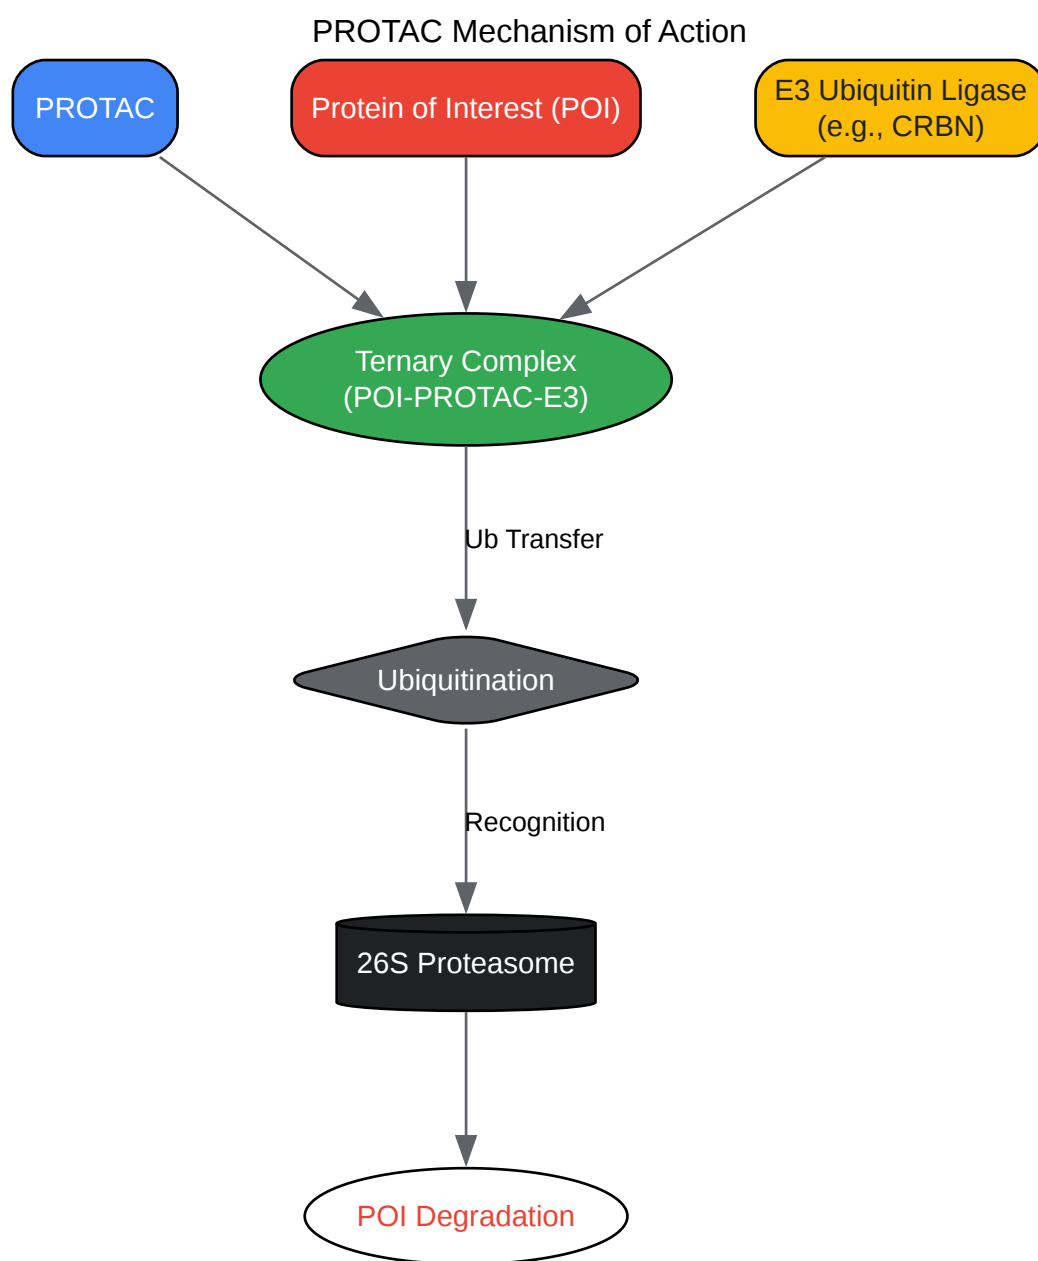 PROTAC Mechanism of Action
PROTAC
Protein of Interest (POI)
E3 Ubiquitin Ligase
(e.g., CRBN)
Ternary Complex
(POI-PROTAC-E3)
Ub Transfer
Ubiquitination
Recognition
26S Proteasome
POI Degradation